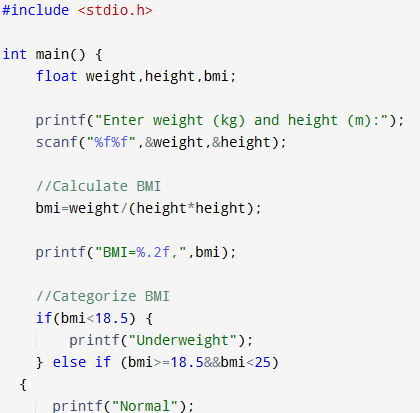 #include <stdio.h>
int main() {
float weight,height,bmi;
printf("Enter weight (kg) and height (m):");
scanf("%f%f",&weight,&height);
//Calculate BMI
bmi=weight/(height*height);
printf("BMI=%.2f,",bmi);
//Categorize BMI
if(bmi<18.5) {
printf("Underweight");
} else if (bmi>=18.5&&bmi<25)
{
printf("Normal");